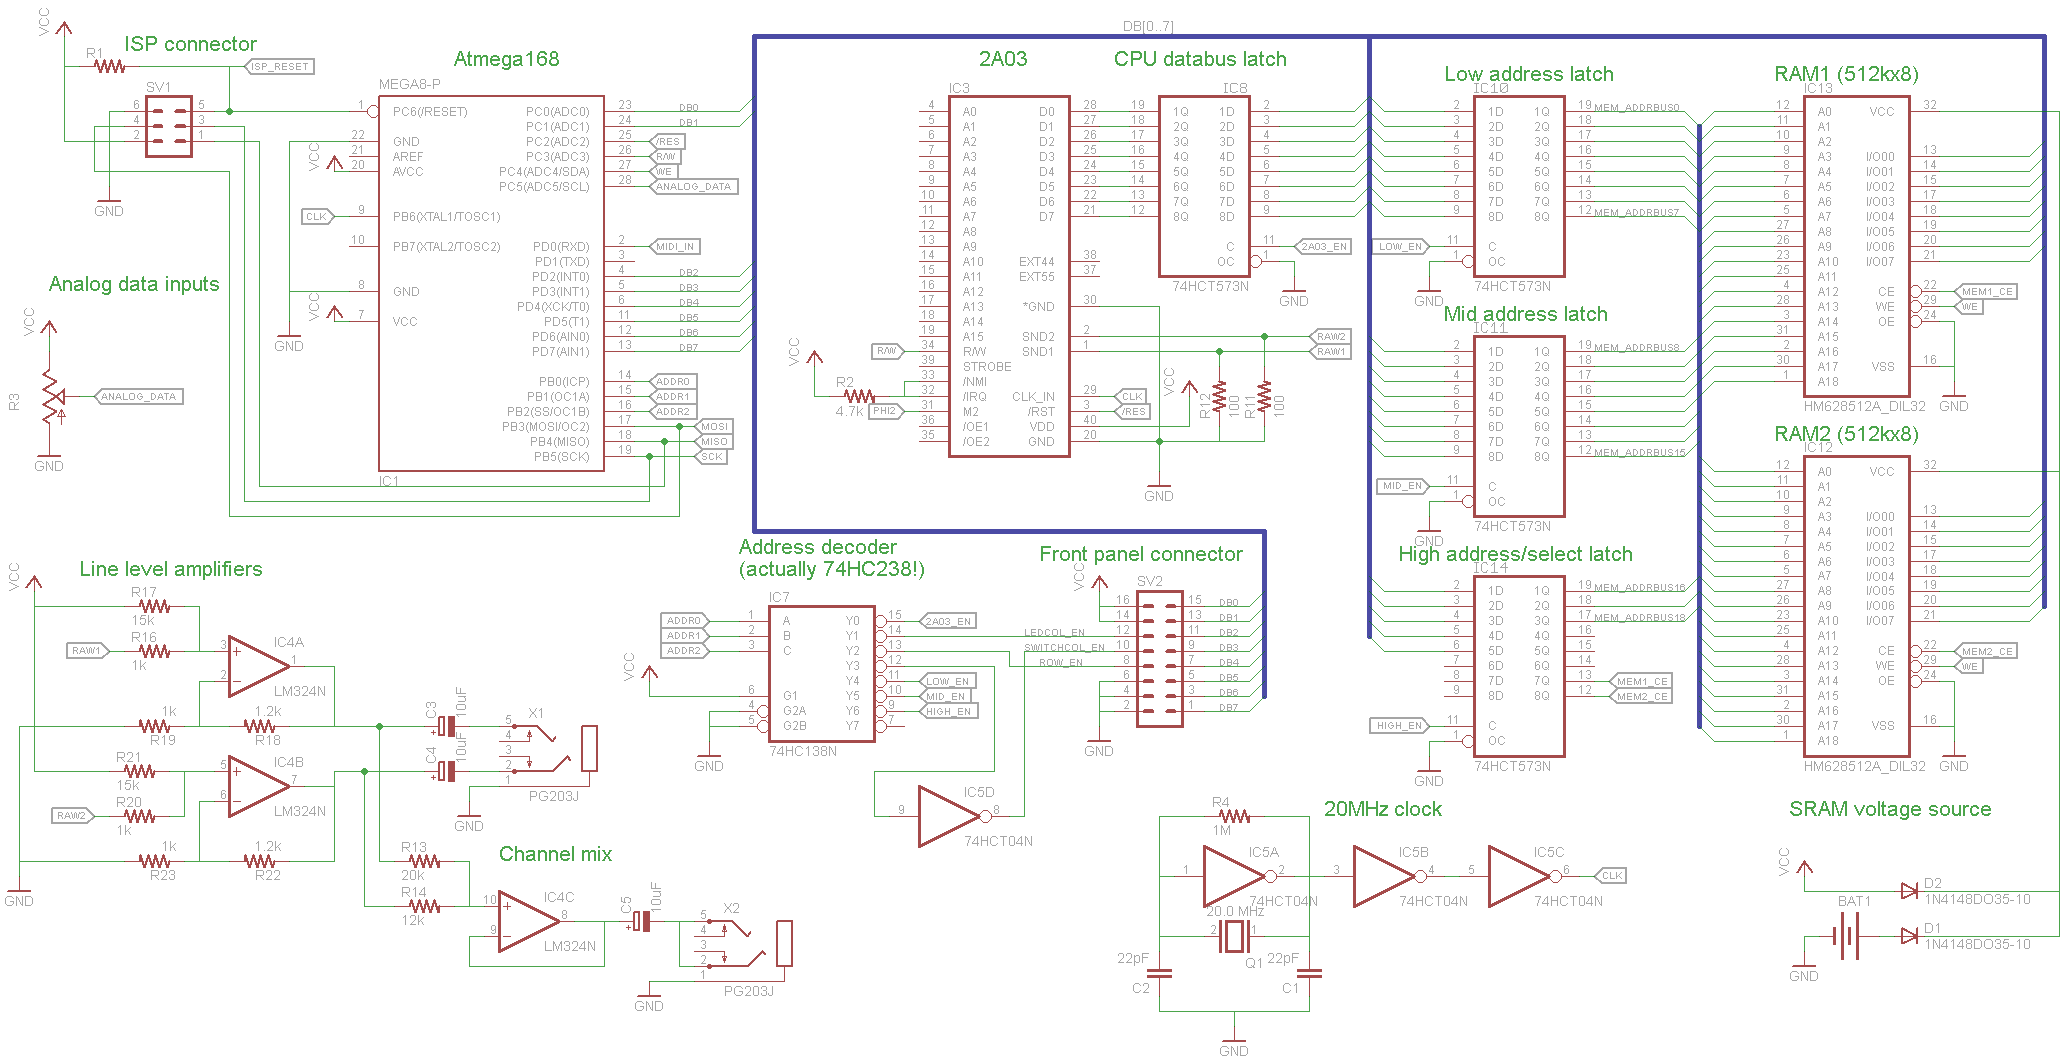 DB[0..7]
VCC
ISP connector
R1
ISP_RESET
SV1
6 5
4 3
2 1
GND
Atmega168
MEGA8-P
1 PC6(/RESET) PC0(ADC0) 23 DB0
PC1(ADC1) 24 DB1
22 GND PC2(ADC2) 25 /RES
VCC 21 AREF PC3(ADC3) 26 R/W
20 AVCC PC4(ADC4/SDA) 27 WE
PC5(ADC5/SCL) 28 ANALOG_DATA
CLK 9 PB6(XTAL1/TOSC1)
10 PB7(XTAL2/TOSC2) PD0(RXD) 2 MIDI_IN
PD1(TXD) 3
PD2(INT0) 4 DB2
8 GND PD3(INT1) 5 DB3
VCC PD4(XCK/T0) 6 DB4
7 VCC PD5(T1) 11 DB5
PD6(AIN0) 12 DB6
GND PD7(AIN1) 13 DB7
PB0(ICP) 14 ADDR0
PB1(OC1A) 15 ADDR1
PB2(SS/OC1B) 16 ADDR2
PB3(MOSI/OC2) 17 MOSI
PB4(MISO) 18 MISO
PB5(SCK) 19 SCK
IC1
Analog data inputs
VCC
R3
ANALOG_DATA
GND
2A03
IC3
4 A0 D0 28
5 A1 D1 27
6 A2 D2 26
7 A3 D3 25
8 A4 D4 24
9 A5 D5 23
10 A6 D6 22
11 A7 D7 21
12 A8
13 A9
14 A10 EXT44 38
15 A11 EXT55 37
16 A12
17 A13 *GND 30
18 A14
19 A15 SND2 2 RAW2
R/W 34 R/W SND1 1 RAW1
39 STROBE
33 /NMI
32 /IRQ CLK_IN 29 CLK
PHI2 31 M2 /RST 3 /RES
36 /OE1 VDD 40
35 /OE2 GND 20
VCC
R2
4.7k
VCC
R12
100
R11
100
GND
CPU databus latch
IC8
19 1Q 1D 2
18 2Q 2D 3
17 3Q 3D 4
16 4Q 4D 5
15 5Q 5D 6
14 6Q 6D 7
13 7Q 7D 8
12 8Q 8D 9
C 11 2A03_EN
OC 1
74HCT573N
GND
Low address latch
IC10
2 1D 1Q 19 MEM_ADDRBUS0
3 2D 2Q 18
4 3D 3Q 17
5 4D 4Q 16
6 5D 5Q 15
7 6D 6Q 14
8 7D 7Q 13
9 8D 8Q 12 MEM_ADDRBUS7
LOW_EN 11 C
1 OC
GND
74HCT573N
Mid address latch
IC11
2 1D 1Q 19 MEM_ADDRBUS8
3 2D 2Q 18
4 3D 3Q 17
5 4D 4Q 16
6 5D 5Q 15
7 6D 6Q 14
8 7D 7Q 13
9 8D 8Q 12 MEM_ADDRBUS15
MID_EN 11 C
1 OC
74HCT573N
GND
High address/select latch
IC14
2 1D 1Q 19 MEM_ADDRBUS16
3 2D 2Q 18
4 3D 3Q 17 MEM_ADDRBUS18
5 4D 4Q 16
6 5D 5Q 15
7 6D 6Q 14
8 7D 7Q 13 MEM1_CE
9 8D 8Q 12 MEM2_CE
HIGH_EN 11 C
1 OC
74HCT573N
GND
RAM1 (512kx8)
IC13
12 A0 VCC 32
11 A1
10 A2
9 A3 I/O00 13
8 A4 I/O01 14
7 A5 I/O02 15
6 A6 I/O03 17
5 A7 I/O04 18
27 A8 I/O05 19
26 A9 I/O06 20
23 A10 I/O07 21
25 A11
4 A12 CE 22 MEM1_CE
28 A13 WE 29 WE
3 A14 OE 24
31 A15
2 A16
30 A17 VSS 16
1 A18
HM628512A_DIL32
GND
RAM2 (512kx8)
IC12
12 A0 VCC 32
11 A1
10 A2
9 A3 I/O00 13
8 A4 I/O01 14
7 A5 I/O02 15
6 A6 I/O03 17
5 A7 I/O04 18
27 A8 I/O05 19
26 A9 I/O06 20
23 A10 I/O07 21
25 A11
4 A12 CE 22 MEM2_CE
28 A13 WE 29 WE
3 A14 OE 24
31 A15
2 A16
30 A17 VSS 16
1 A18
HM628512A_DIL32
GND
Line level amplifiers
VCC
R17
15k
RAW1
R16
1k
3 IC4A
1
2 LM324N
1k
R19
1.2k
R18
R21
15k
RAW2
R20
1k
5 IC4B
7
6 LM324N
1k
R23
1.2k
R22
GND
C3
10uF
C4
10uF
X1
5
4
3
2
1
PG203J
GND
R13
20k
R14
12k
Channel mix
10 IC4C
8
9 LM324N
C5
10uF
X2
5
4
3
2
1
PG203J
GND
Address decoder
(actually 74HC238!)
IC7
ADDR0 1 A Y0 15 2A03_EN
ADDR1 2 B Y1 14 LEDCOL_EN
ADDR2 3 C Y2 13 SWITCHCOL_EN
Y3 12 ROW_EN
VCC Y4 11 LOW_EN
6 G1 Y5 10 MID_EN
4 G2A Y6 9 HIGH_EN
5 G2B Y7 7
74HC138N
GND
9 IC5D 8
74HCT04N
Front panel connector
VCC
SV2
16 15 DB0
14 13 DB1
12 11 DB2
10 9 DB3
8 7 DB4
6 5 DB5
4 3 DB6
2 1 DB7
GND
20MHz clock
R4
1M
1 IC5A 2
74HCT04N
3 IC5B 4
74HCT04N
5 IC5C 6
74HCT04N
CLK
20.0 MHz
2 1
Q1
22pF
C2
22pF
C1
GND
SRAM voltage source
VCC
D2
1N4148DO35-10
BAT1
D1
1N4148DO35-10
GND